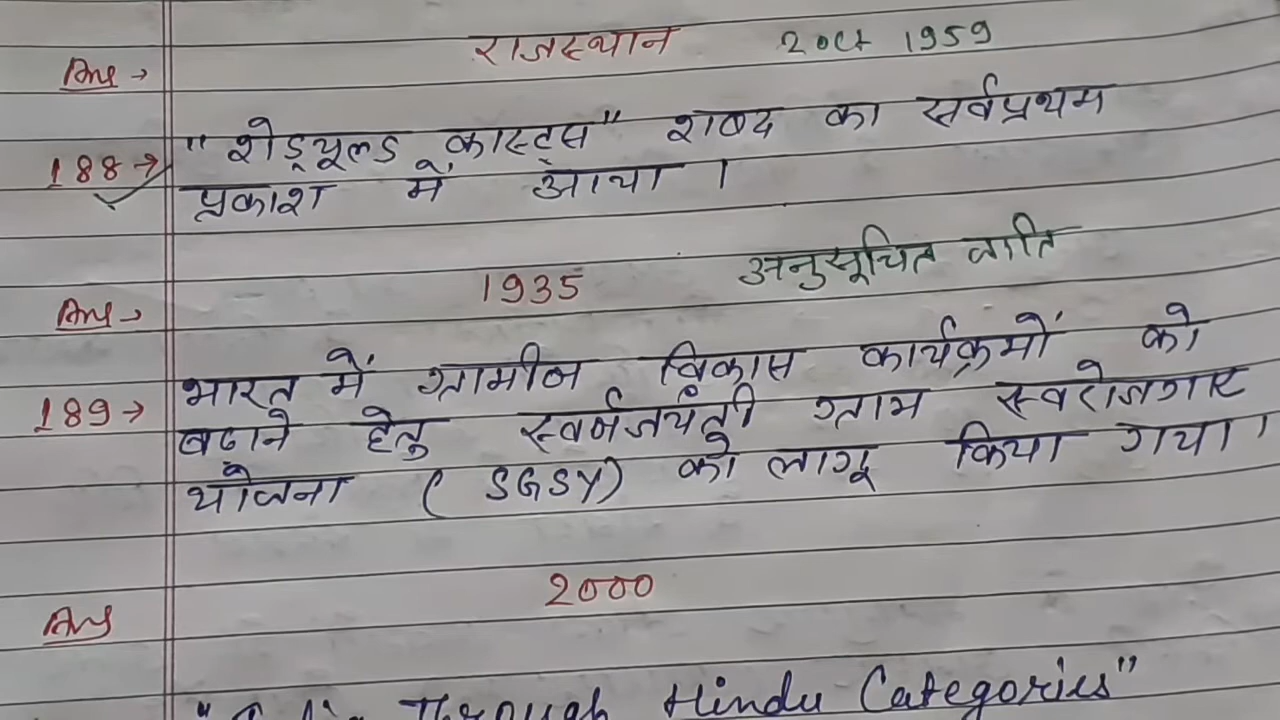 राजस्थान 2 oct 1959
Ans →
"शेड्यूल्ड कास्ट्स" शब्द का सर्वप्रथम
188→ प्रकाश में आया ।
1935 अनुसूचित जाति
Ans →
भारत में ग्रामीण विकास कार्यक्रमों को
189→ बढाने हेतु स्वर्णजयंती ग्राम स्वरोजगार
योजना ( SGSY) को लागू किया गया।
2000
Ans
Through Hindu Categories"